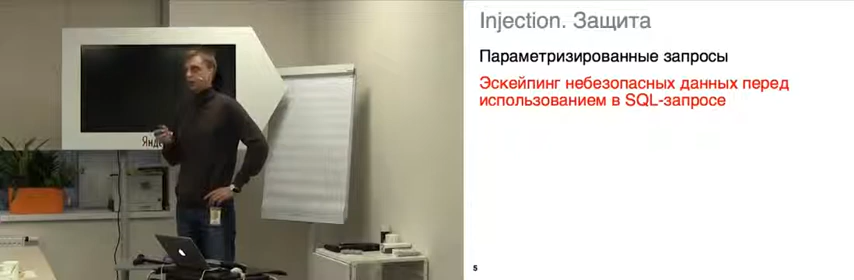 Injection. Защита
Параметризированные запросы
Эскейпинг небезопасных данных перед
использованием в SQL-запросе
5